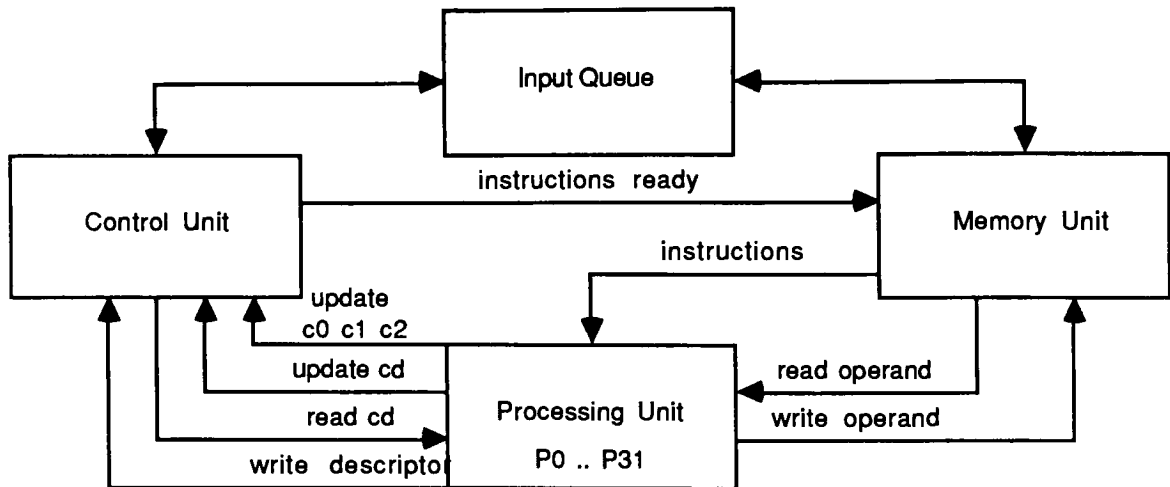 Input Queue
instructions ready
Control Unit
Memory Unit
instructions
update
c0 c1 c2
update cd
read operand
read cd
Processing Unit
write operand
write descriptor
P0 .. P31